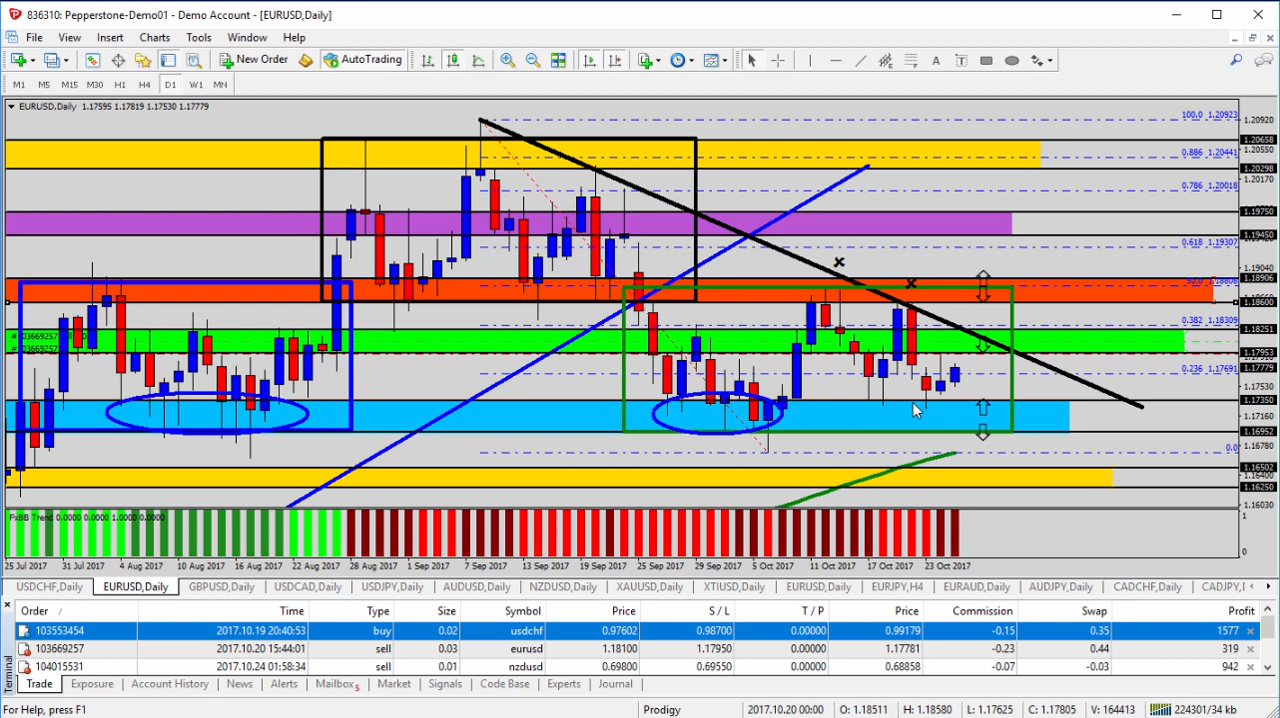 836310: Pepperstone-Demo01 - Demo Account - [EURUSD,Daily]
File View Insert Charts Tools Window Help
New Order AutoTrading
M1 M5 M15 M30 H1 H4 D1 W1 MN
EURUSD,Daily 1.17595 1.17819 1.17530 1.17779
100.0 1.20923
1.20920
1.20658
0.886 1.20441
1.20550
1.20298
1.20170
0.786 1.20018
1.19750
1.19450
0.618 1.19307
1.19040
1.18906
1.18600
0.382 1.18309
1.18251
1.17953
0.236 1.17691
1.17779
1.17530
1.17350
1.17160
1.16952
1.16780
0.0
1.16502
1.16400
1.16250
1.16030
FxBB Trend 0.0000 0.0000 1.0000 0.0000
1
0
25 Jul 2017 31 Jul 2017 4 Aug 2017 10 Aug 2017 16 Aug 2017 22 Aug 2017 28 Aug 2017 1 Sep 2017 7 Sep 2017 13 Sep 2017 19 Sep 2017 25 Sep 2017 29 Sep 2017 5 Oct 2017 11 Oct 2017 17 Oct 2017 23 Oct 2017
USDCHF,Daily EURUSD,Daily GBPUSD,Daily USDCAD,Daily USDJPY,Daily AUDUSD,Daily NZDUSD,Daily XAUUSD,Daily XTIUSD,Daily EURUSD,Daily EURJPY,H4 EURAUD,Daily AUDJPY,Daily CADCHF,Daily CADJPY,
Order / Time Type Size Symbol Price S / L T / P Price Commission Swap Profit
103553454 2017.10.19 20:40:53 buy 0.02 usdchf 0.97602 0.98700 0.00000 0.99179 -0.15 0.35 1577
103669257 2017.10.20 15:44:01 sell 0.03 eurusd 1.18100 1.17950 0.00000 1.17781 -0.23 0.44 319
104015531 2017.10.24 01:58:34 sell 0.01 nzdusd 0.69800 0.69550 0.00000 0.68858 -0.07 -0.03 942
Terminal
Trade Exposure Account History News Alerts Mailbox5 Market Signals Code Base Experts Journal
For Help, press F1 Prodigy 2017.10.20 00:00 O: 1.18511 H: 1.18580 L: 1.17625 C: 1.17805 V: 164413 224301/34 kb